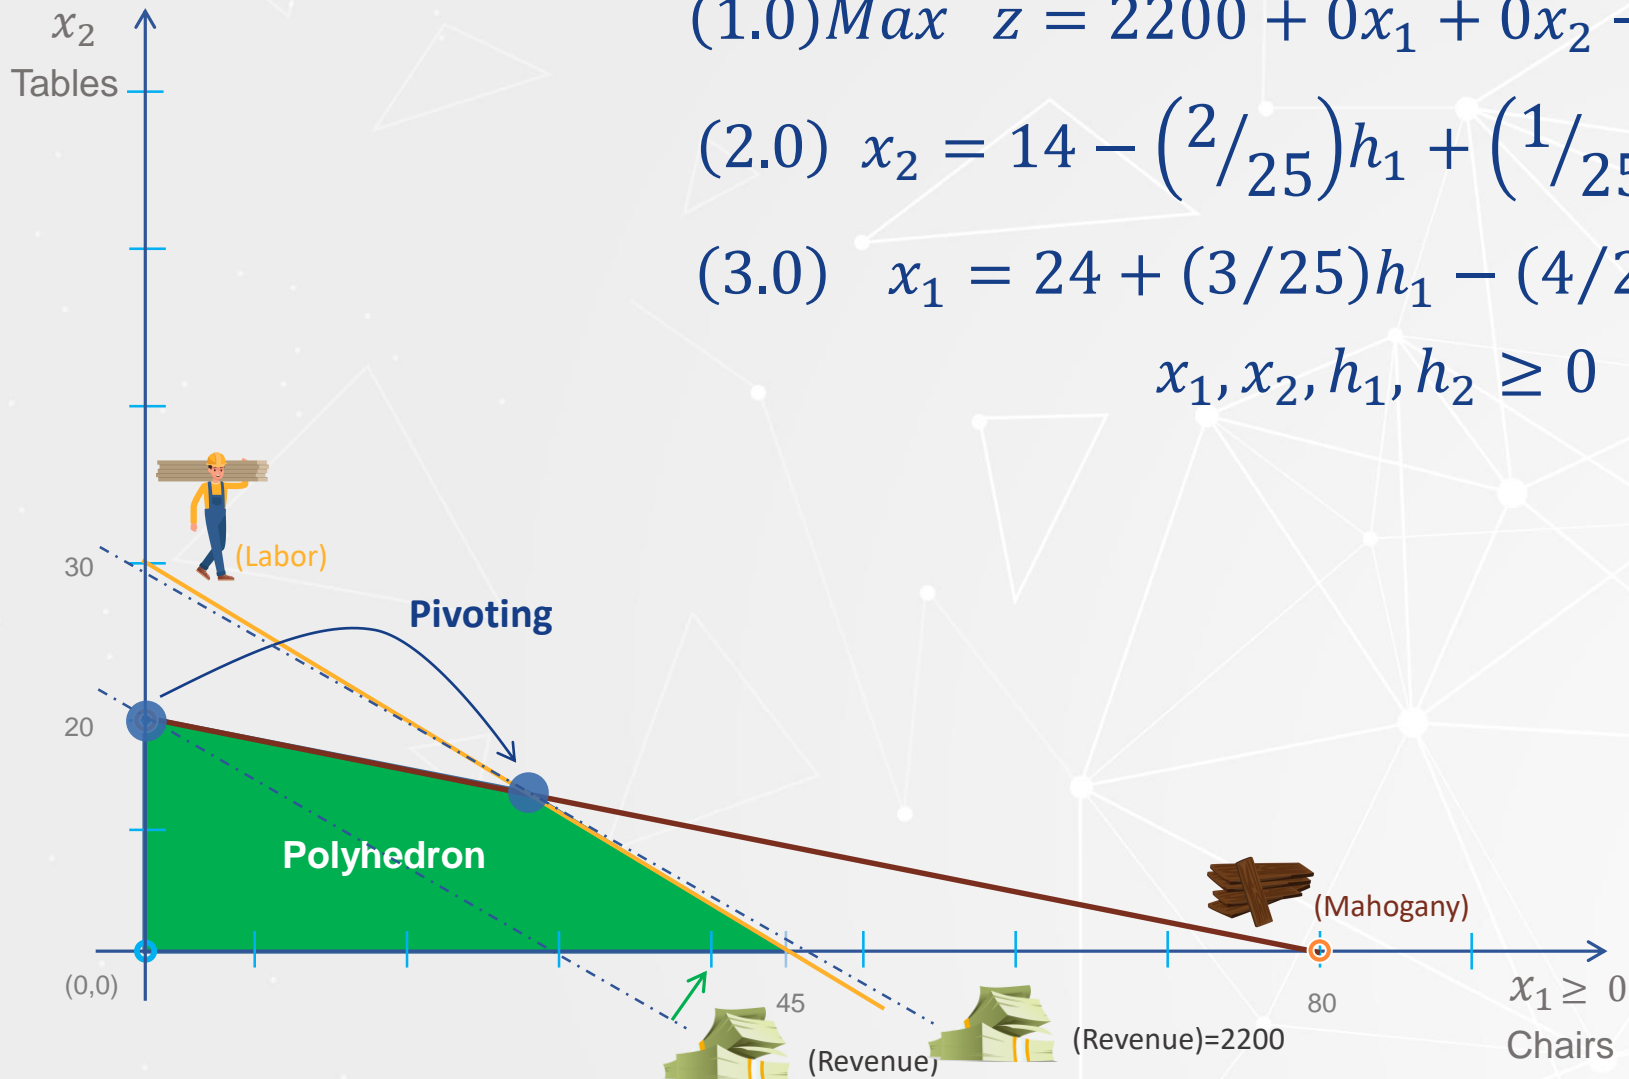 x₂
Tables
(1.0)Max z = 2200 + 0x₁ + 0x₂ −
(2.0) x₂ = 14 − (2/25)h₁ + (1/25
(3.0) x₁ = 24 + (3/25)h₁ − (4/2
x₁, x₂, h₁, h₂ ≥ 0
30
(Labor)
Pivoting
20
Polyhedron
(Mahogany)
(0,0)
45
80
x₁ ≥ 0
Chairs
(Revenue)
(Revenue)=2200